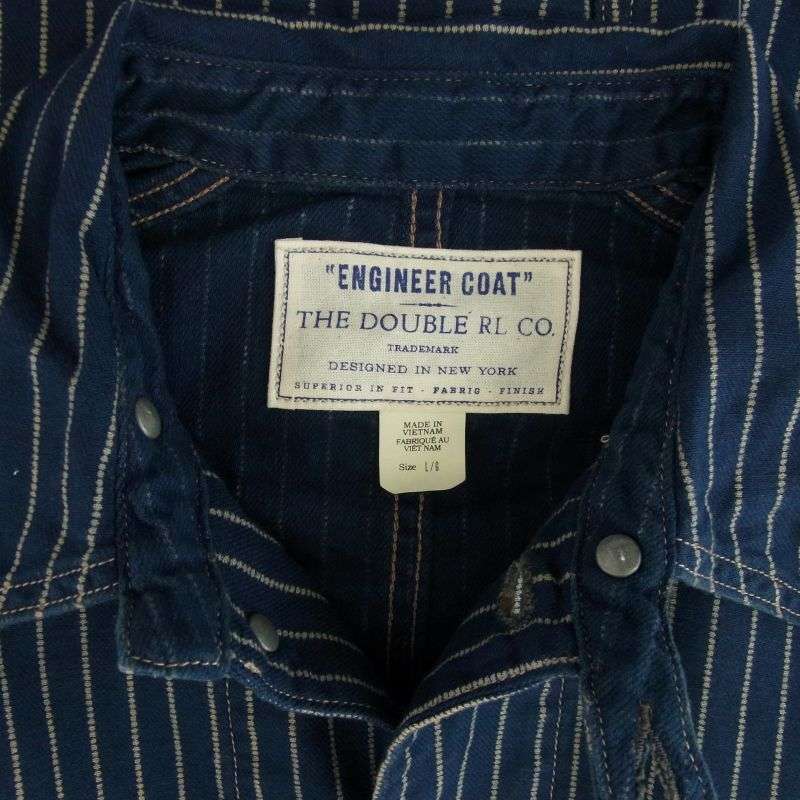 "ENGINEER COAT"
THE DOUBLE RL CO.
TRADEMARK
DESIGNED IN NEW YORK
SUPERIOR IN FIT - FABRIC - FINISH
MADE IN
VIETNAM
FABRIQUÉ AU
VIÊT NAM
Size L/G